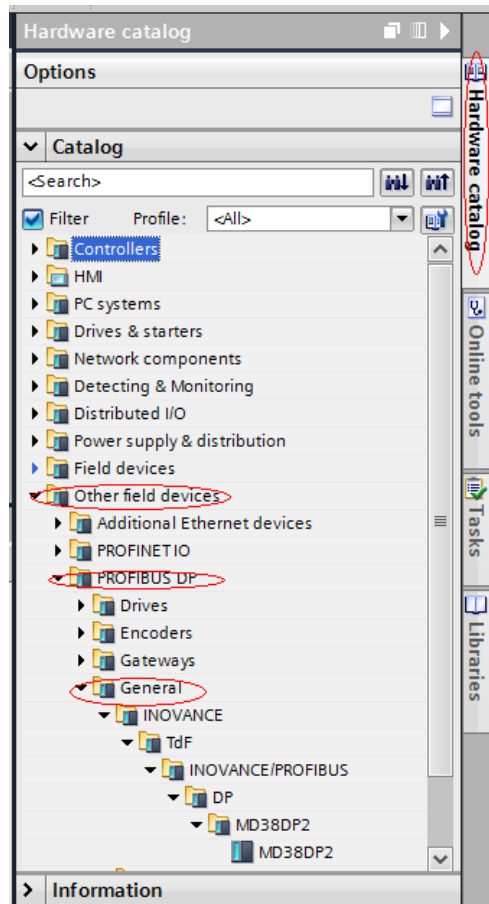 Hardware catalog
Options
Catalog
<Search>
Filter Profile: <All>
Controllers
HMI
PC systems
Drives & starters
Network components
Detecting & Monitoring
Distributed I/O
Power supply & distribution
Field devices
Other field devices
Additional Ethernet devices
PROFINET IO
PROFIBUS DP
Drives
Encoders
Gateways
General
INOVANCE
TdF
INOVANCE/PROFIBUS
DP
MD38DP2
MD38DP2
Information
Hardware catalog
Online tools
Tasks
Libraries